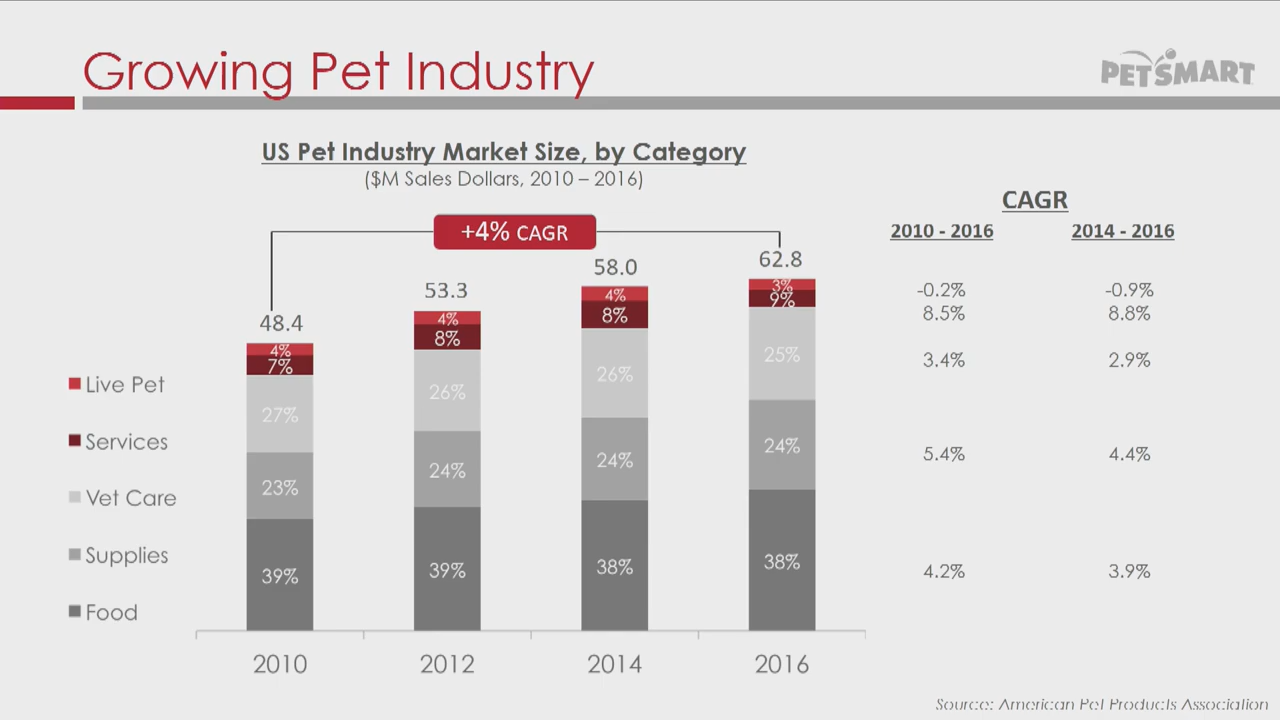 Growing Pet Industry
PETSMART
US Pet Industry Market Size, by Category
($M Sales Dollars, 2010 – 2016)
CAGR
2010 - 2016 2014 - 2016
+4% CAGR
48.4 53.3 58.0 62.8
4% 4% 4% 3%
7% 8% 8% 9%
27% 26% 26% 25%
23% 24% 24% 24%
39% 39% 38% 38%
-0.2% -0.9%
8.5% 8.8%
3.4% 2.9%
5.4% 4.4%
4.2% 3.9%
Live Pet
Services
Vet Care
Supplies
Food
2010 2012 2014 2016
Source: American Pet Products Association